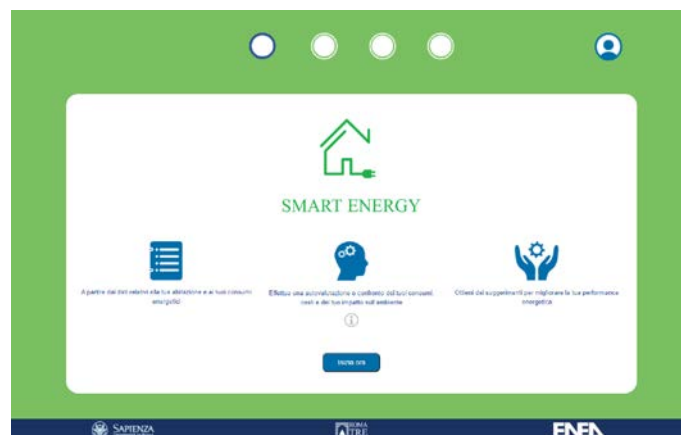 SMART ENERGY
A partire dai dati relativi alla tua abitazione e ai tuoi consumi
energetici
Effettua una autovalutazione e confronto dei tuoi consumi,
costi e del tuo impatto sull'ambiente
Ottieni dei suggerimenti per migliorare la tua performance
energetica
Inizia ora
SAPIENZA
ROMA
TRE
ENEA